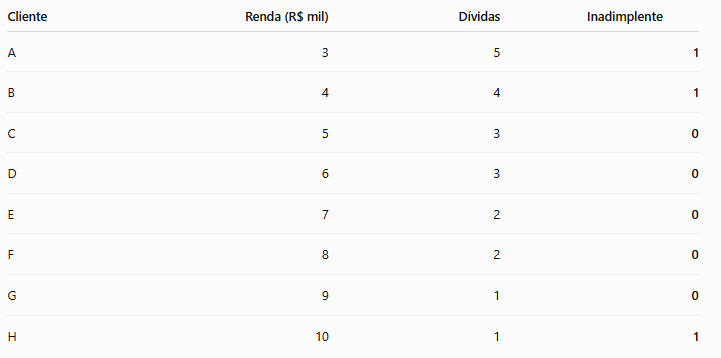 Cliente Renda (R$ mil) Dívidas Inadimplente
A 3 5 1
B 4 4 1
C 5 3 0
D 6 3 0
E 7 2 0
F 8 2 0
G 9 1 0
H 10 1 1